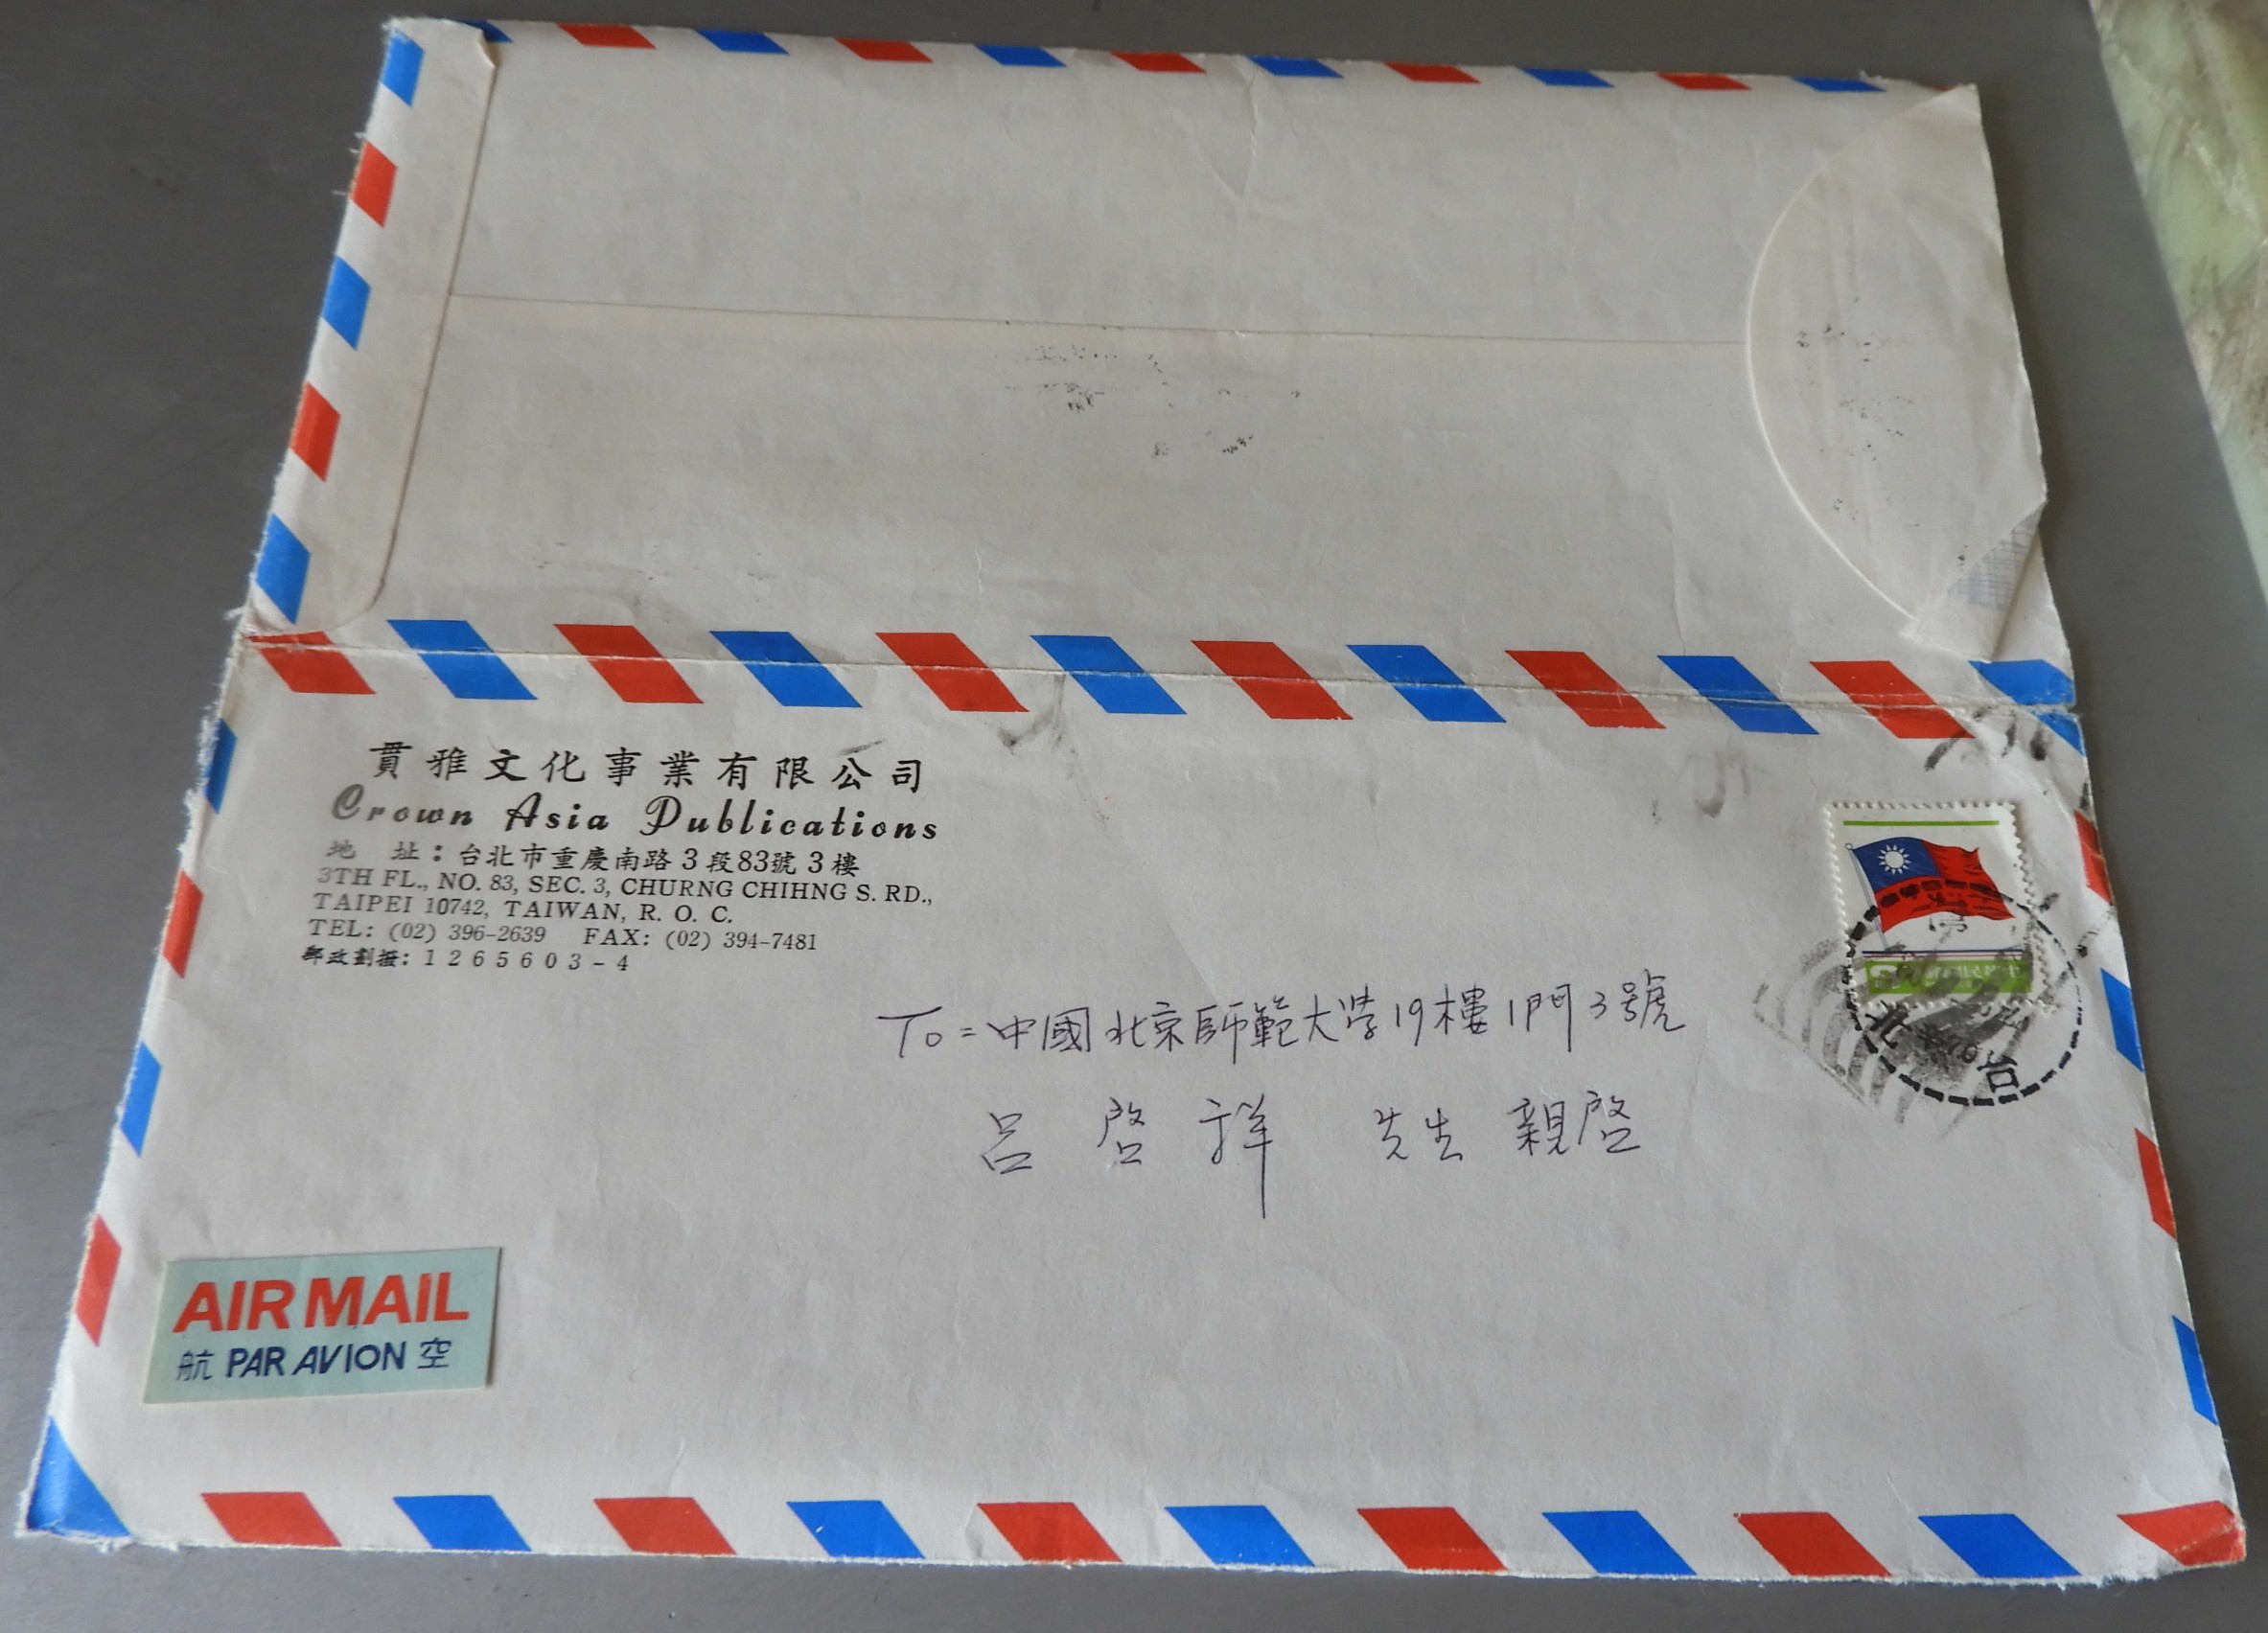 貫雅文化事業有限公司
Crown Asia Publications
地 址：台北市重慶南路3段83號3樓
3TH FL., NO. 83, SEC. 3, CHURNG CHIHNG S. RD.,
TAIPEI 10742, TAIWAN, R. O. C.
TEL: (02) 396-2639 FAX: (02) 394-7481
郵政劃撥: 1265603-4
To=中國北京師範大学19樓1門3號
呂啓祥 先生 親啓
北 台
AIR MAIL
航 PAR AVION 空